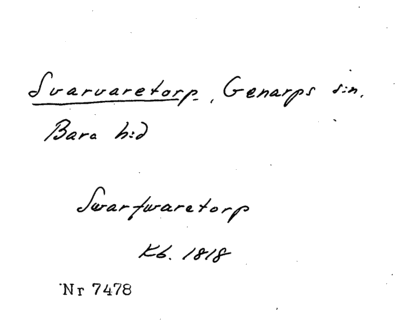 Svarvaretorp, Genarps s:n,
Bara h:d
Swarfwaretorp
Kb. 1818
Nr 7478